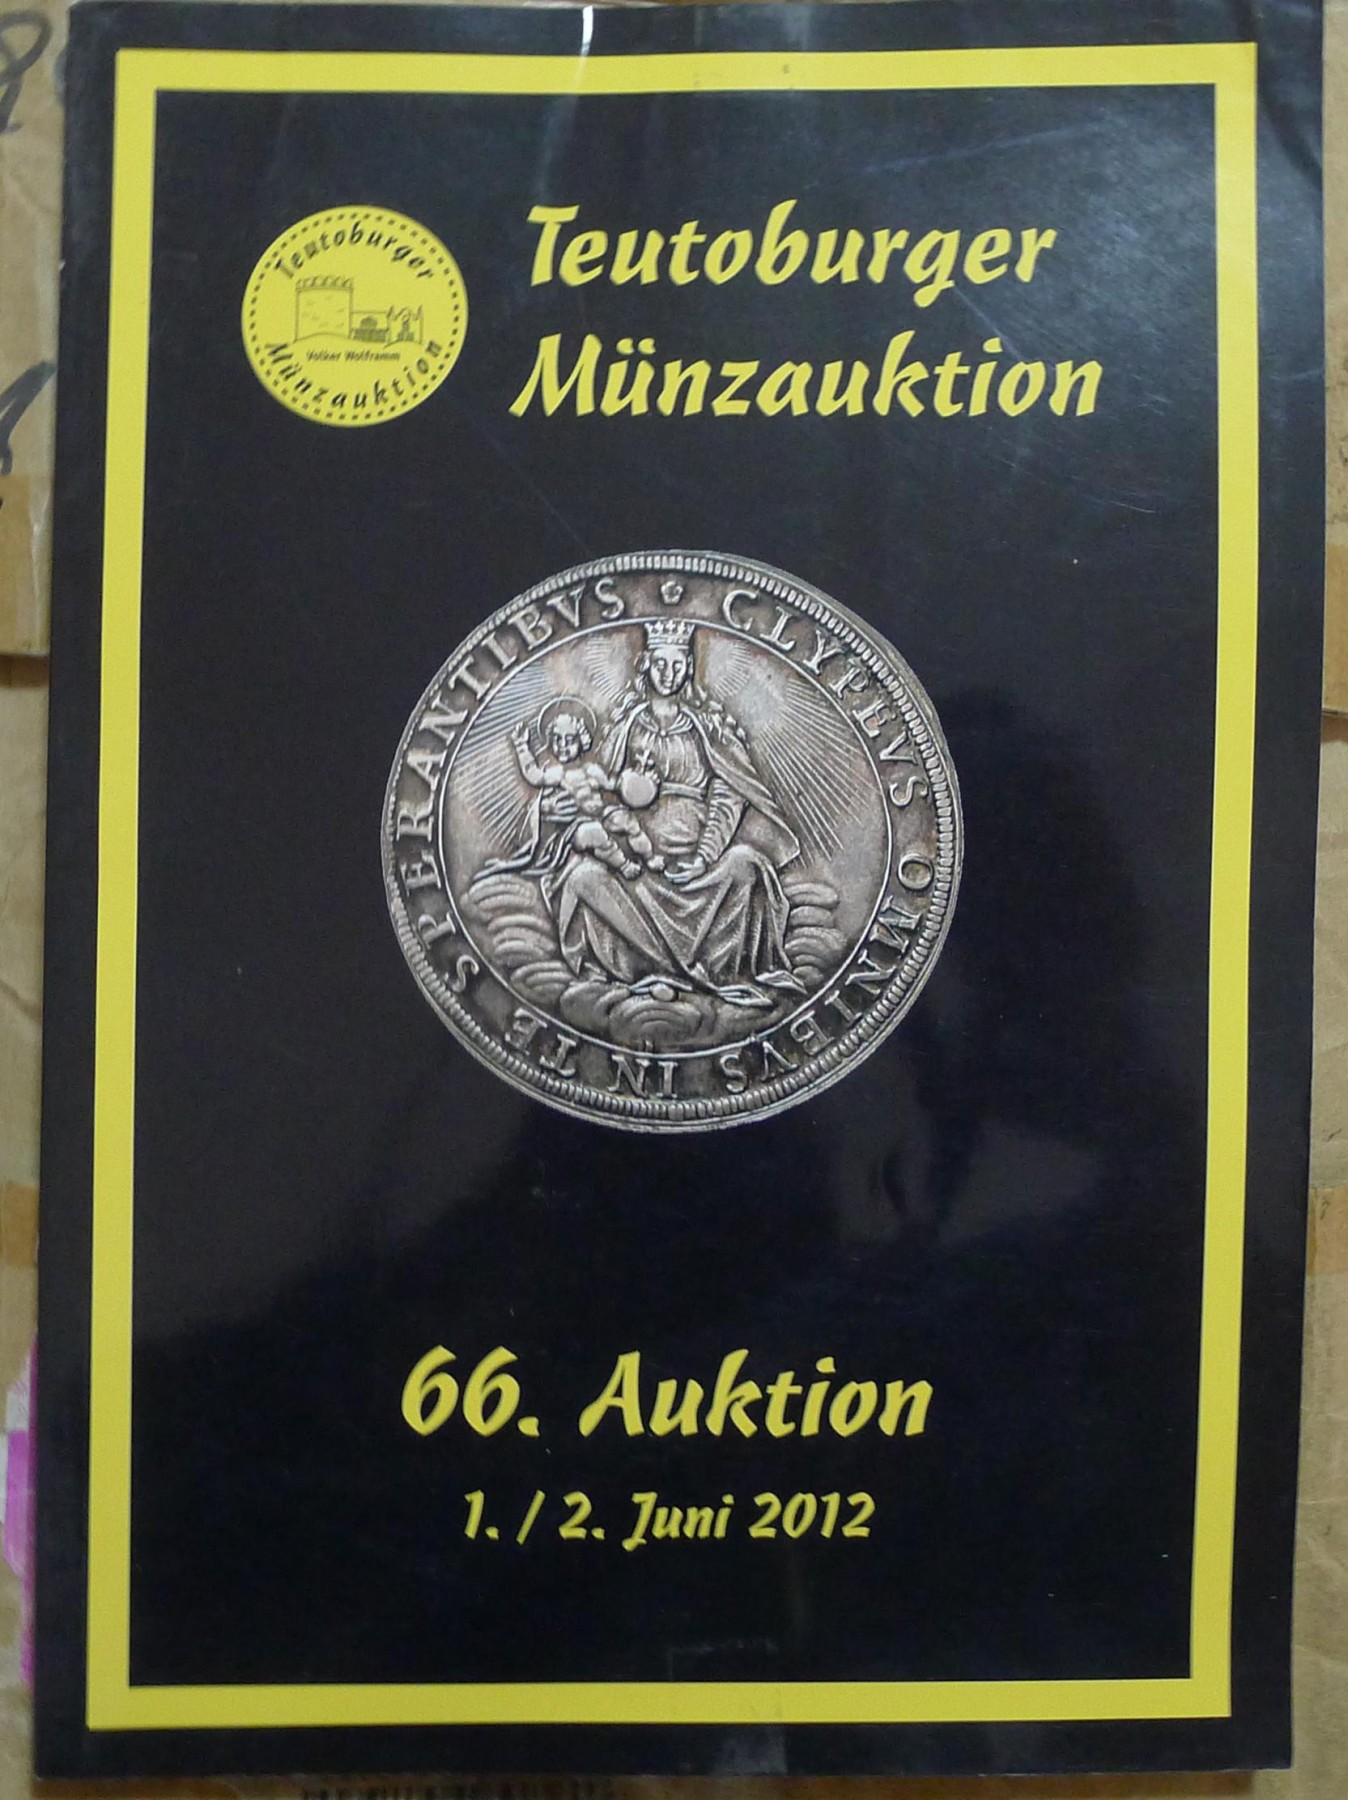 Teutoburger
Volker Wolframm
Münzauktion
Teutoburger
Münzauktion
CLYPEVS OMNIBVS IN TE SPERANTIBVS
66. Auktion
1. / 2. Juni 2012